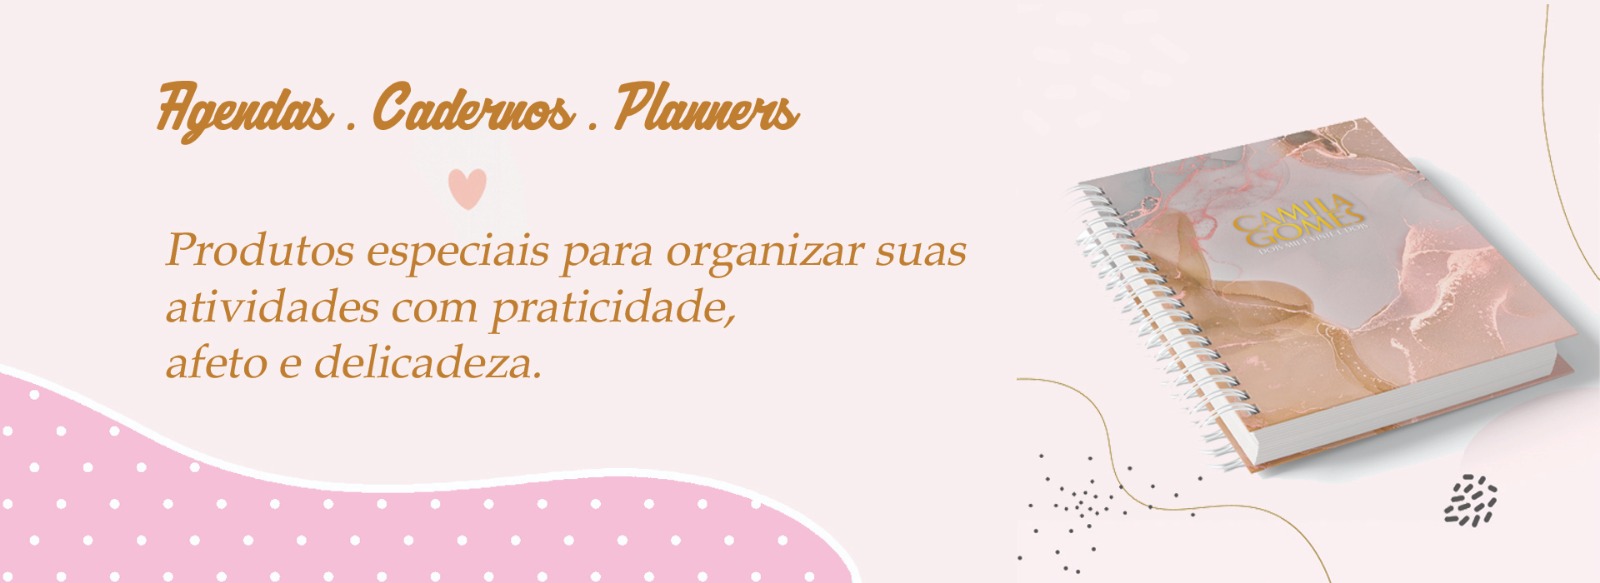 Agendas . Cadernos . Planners
Produtos especiais para organizar suas
atividades com praticidade,
afeto e delicadeza.
CAMILA
GOMES